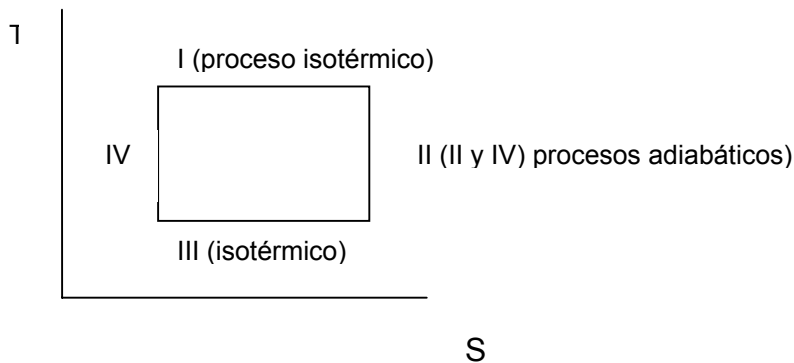 T
I (proceso isotérmico)
IV
II (II y IV) procesos adiabáticos)
III (isotérmico)
S